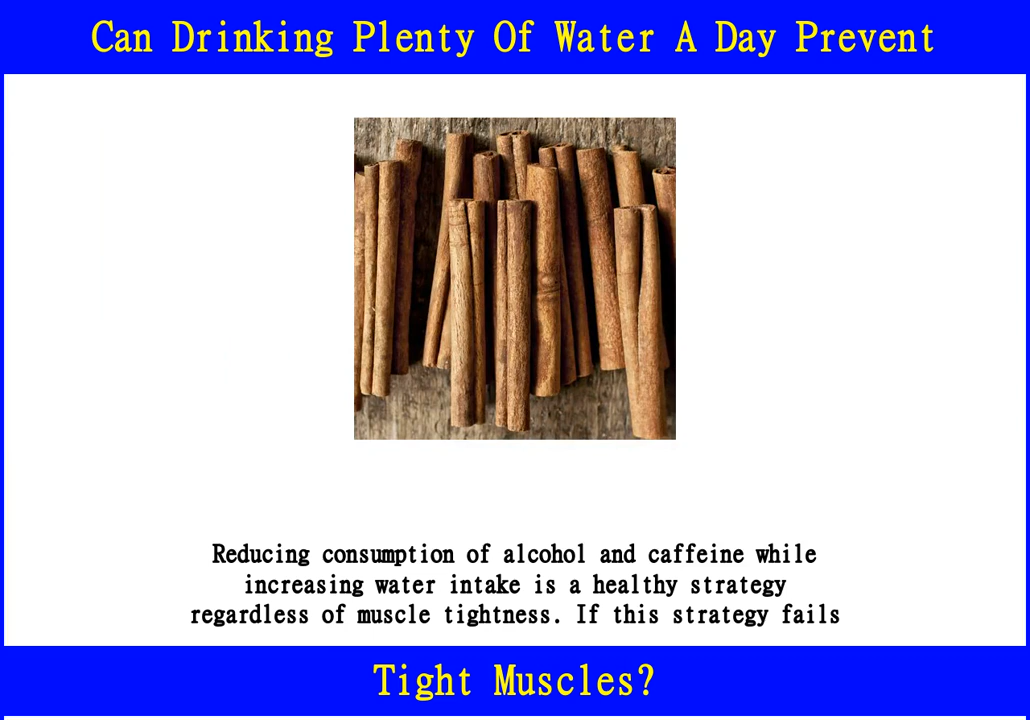 Can Drinking Plenty Of Water A Day Prevent
Reducing consumption of alcohol and caffeine while
increasing water intake is a healthy strategy
regardless of muscle tightness. If this strategy fails
Tight Muscles?